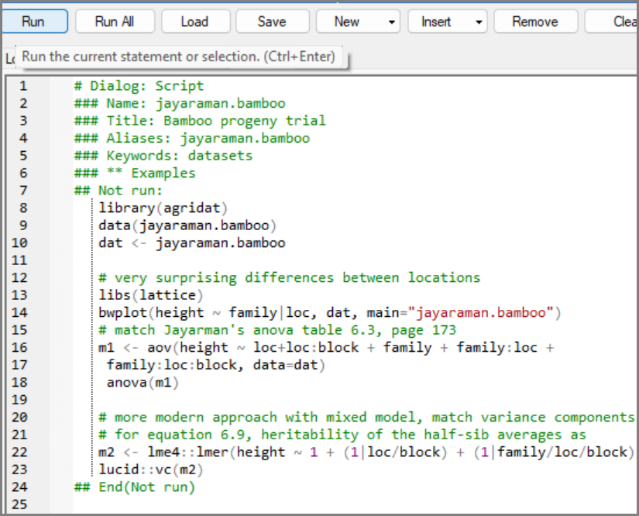 Run Run All Load Save New Insert Remove
Run the current statement or selection. (Ctrl+Enter)
1 # Dialog: Script
2 ### Name: jayaraman.bamboo
3 ### Title: Bamboo progeny trial
4 ### Aliases: jayaraman.bamboo
5 ### Keywords: datasets
6 ### ** Examples
7 ## Not run:
8 library(agridat)
9 data(jayaraman.bamboo)
10 dat <- jayaraman.bamboo
11
12 # very surprising differences between locations
13 libs(lattice)
14 bwplot(height ~ family|loc, dat, main="jayaraman.bamboo")
15 # match Jayarman's anova table 6.3, page 173
16 m1 <- aov(height ~ loc+loc:block + family + family:loc +
17 family:loc:block, data=dat)
18 anova(m1)
19
20 # more modern approach with mixed model, match variance components
21 # for equation 6.9, heritability of the half-sib averages as
22 m2 <- lme4::lmer(height ~ 1 + (1|loc/block) + (1|family/loc/block)
23 lucid::vc(m2)
24 ## End(Not run)
25